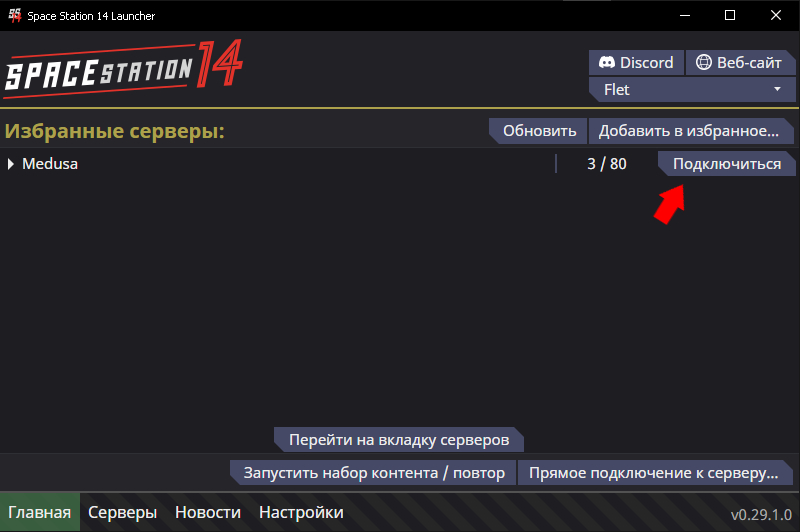 Space Station 14 Launcher
SPACE STATION 14
Discord
Веб-сайт
Flet
Избранные серверы:
Обновить
Добавить в избранное...
Medusa
3 / 80
Подключиться
Перейти на вкладку серверов
Запустить набор контента / повтор
Прямое подключение к серверу...
Главная
Серверы
Новости
Настройки
v0.29.1.0